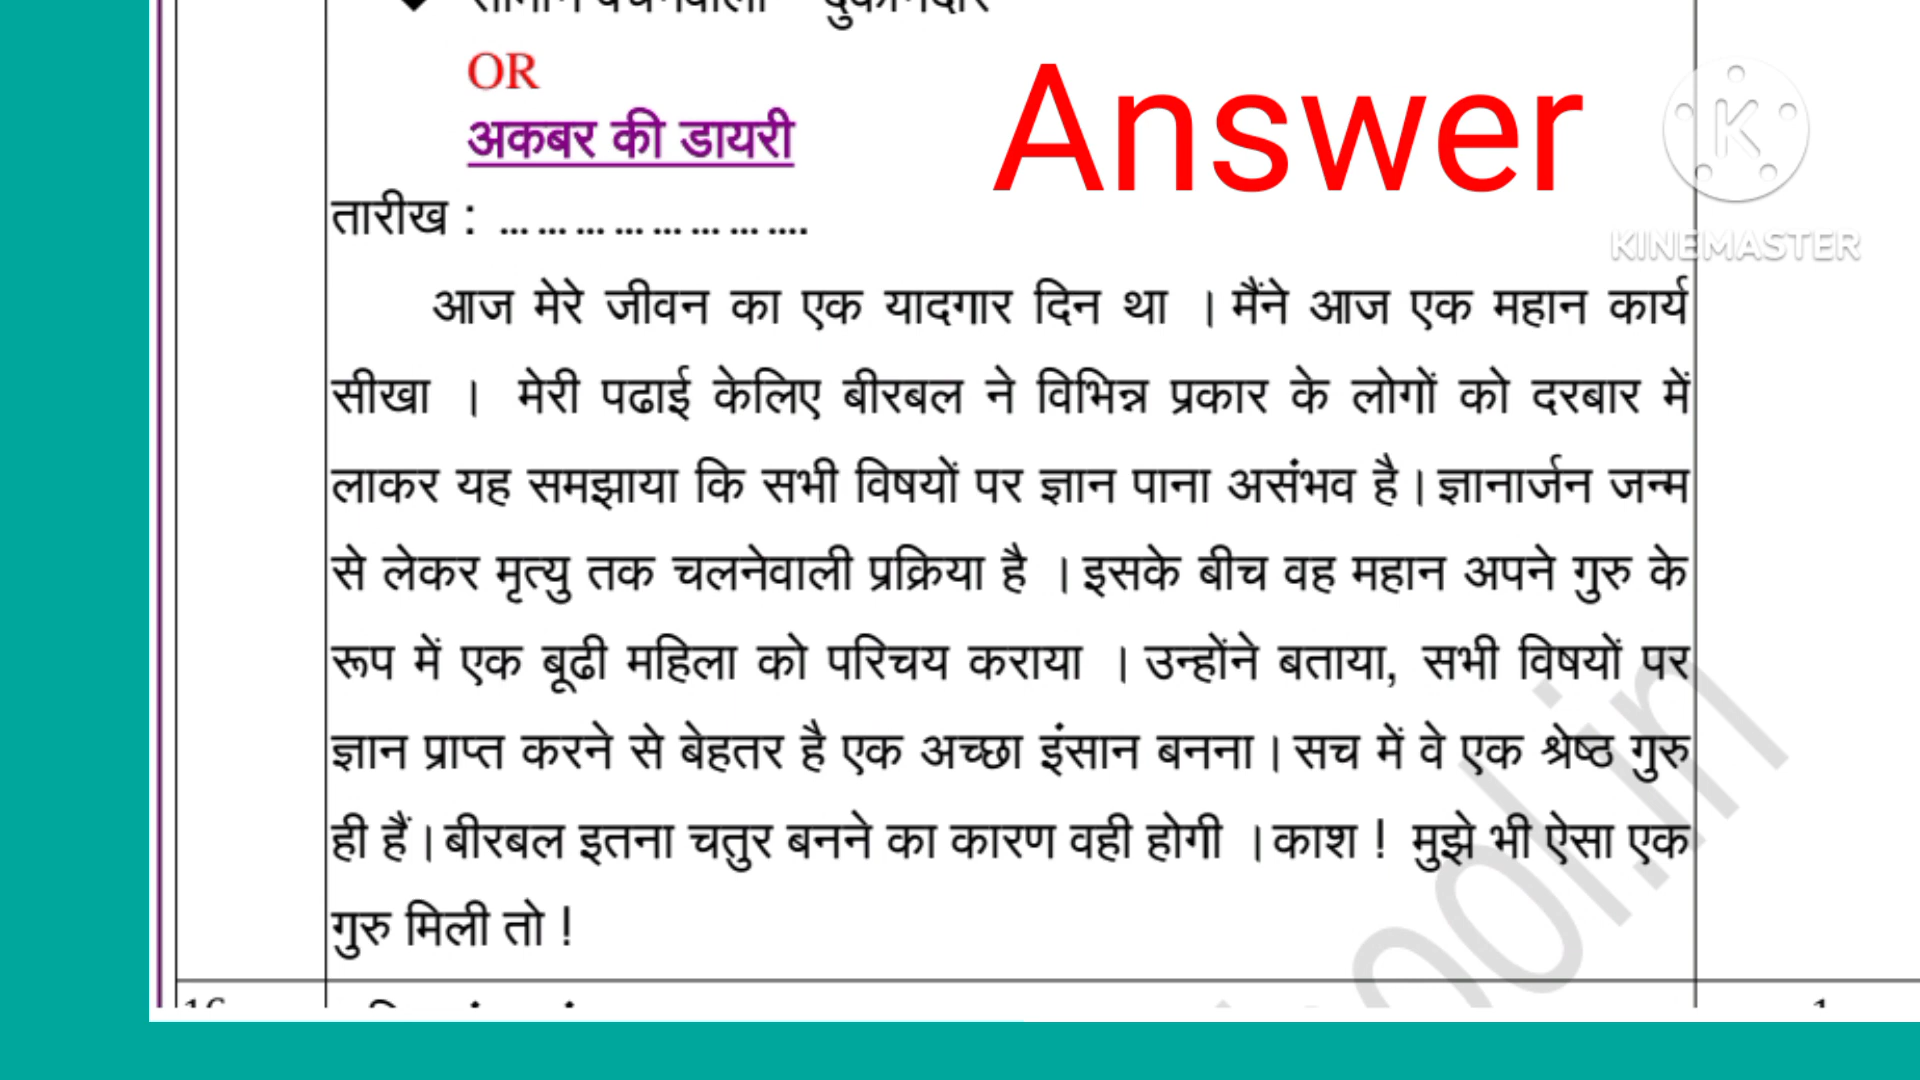 दुकानदार
OR
Answer
अकबर की डायरी
KINEMASTER
तारीख : ... ... ... ... ... ... ... ....
आज मेरे जीवन का एक यादगार दिन था । मैंने आज एक महान कार्य
सीखा । मेरी पढाई केलिए बीरबल ने विभिन्न प्रकार के लोगों को दरबार में
लाकर यह समझाया कि सभी विषयों पर ज्ञान पाना असंभव है। ज्ञानार्जन जन्म
से लेकर मृत्यु तक चलनेवाली प्रक्रिया है । इसके बीच वह महान अपने गुरु के
रूप में एक बूढी महिला को परिचय कराया । उन्होंने बताया, सभी विषयों पर
ज्ञान प्राप्त करने से बेहतर है एक अच्छा इंसान बनना। सच में वे एक श्रेष्ठ गुरु
ही हैं। बीरबल इतना चतुर बनने का कारण वही होगी । काश ! मुझे भी ऐसा एक
गुरु मिली तो !